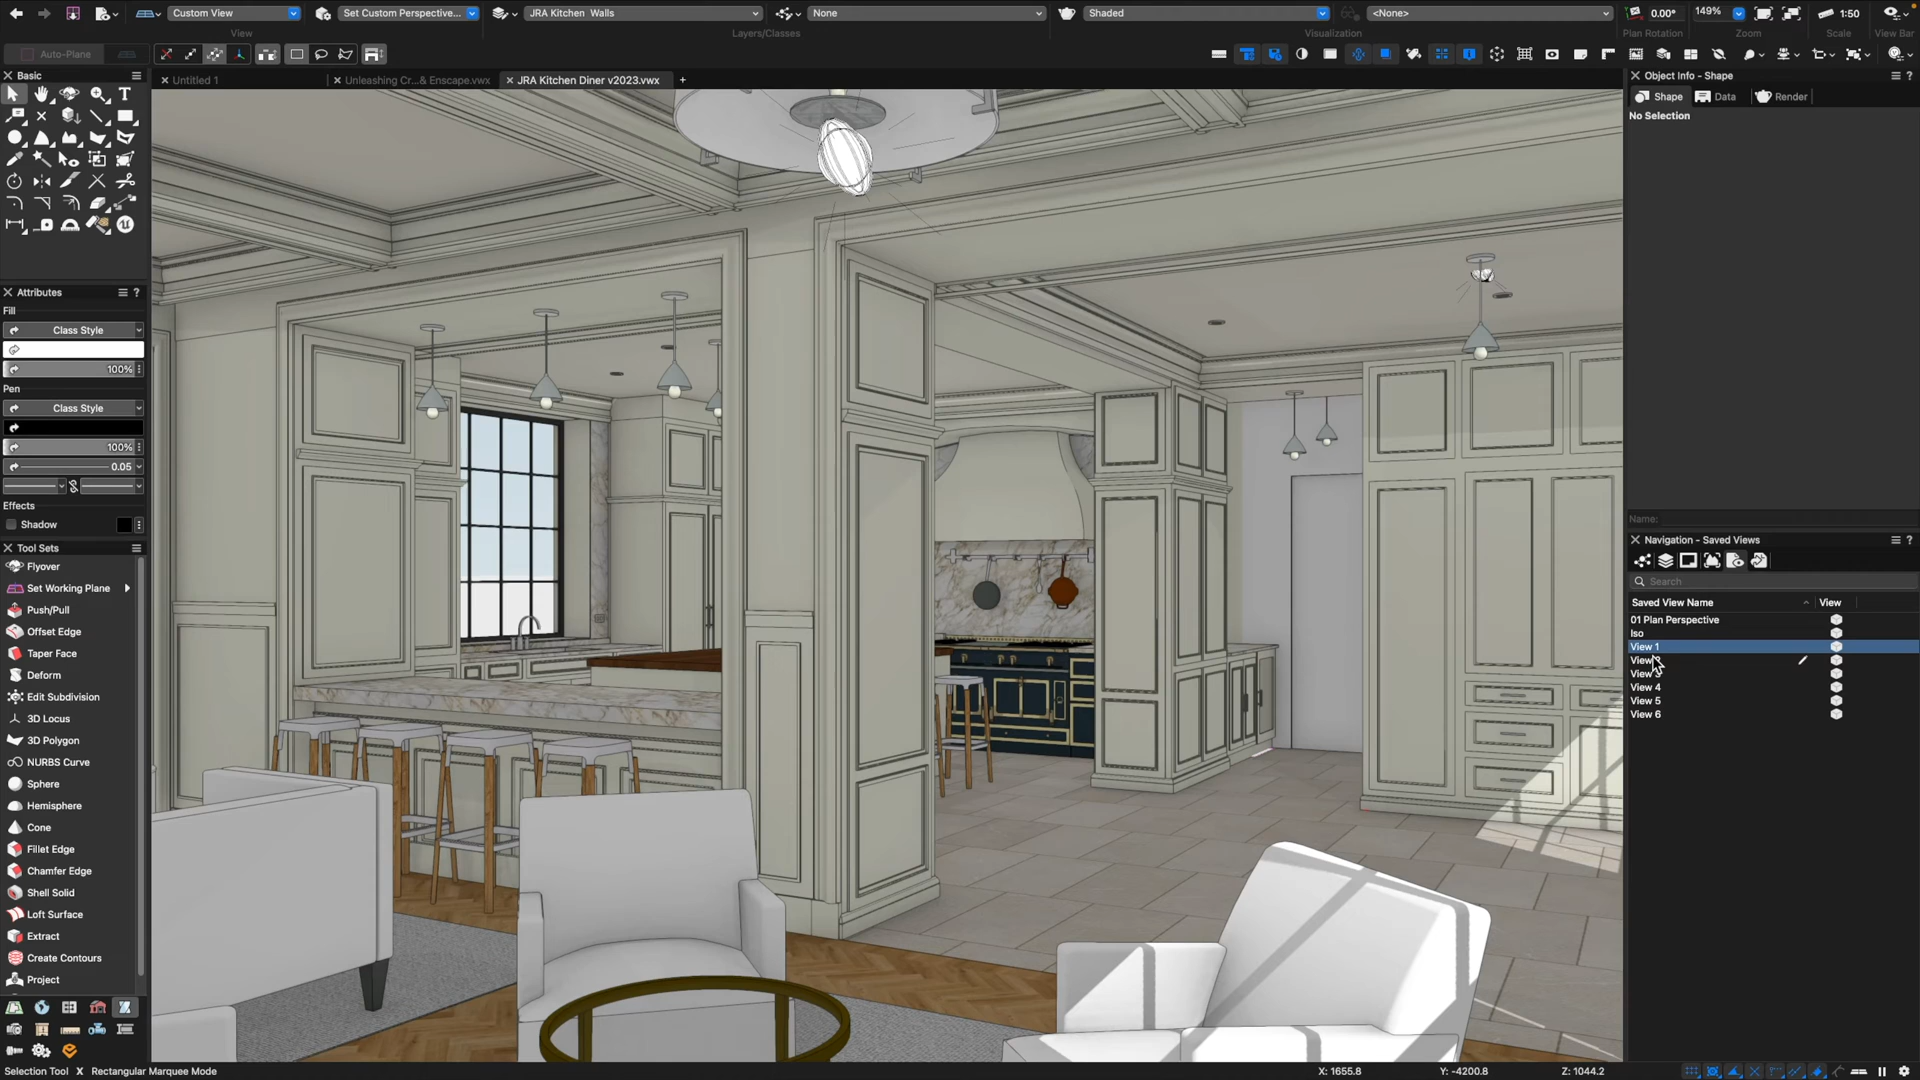 Custom View
Set Custom Perspective...
JRA Kitchen Walls
None
Shaded
<None>
0.00°
149%
1:50
View
Layers/Classes
Visualization
Plan Rotation
Zoom
Scale
View Bar
Auto-Plane
Basic
Untitled 1
Unleashing Cr...& Enscape.vwx
JRA Kitchen Diner v2023.vwx
Object Info - Shape
Shape
Data
Render
No Selection
Attributes
Fill
Class Style
100%
Pen
Class Style
100%
0.05
Effects
Shadow
Tool Sets
Flyover
Set Working Plane
Push/Pull
Offset Edge
Taper Face
Deform
Edit Subdivision
3D Locus
3D Polygon
NURBS Curve
Sphere
Hemisphere
Cone
Fillet Edge
Chamfer Edge
Shell Solid
Loft Surface
Extract
Create Contours
Project
Name:
Navigation - Saved Views
Search
Saved View Name
View
01 Plan Perspective
Iso
View 1
View
View 3
View 4
View 5
View 6
Selection Tool
Rectangular Marquee Mode
X: 1655.8
Y: -4200.8
Z: 1044.2